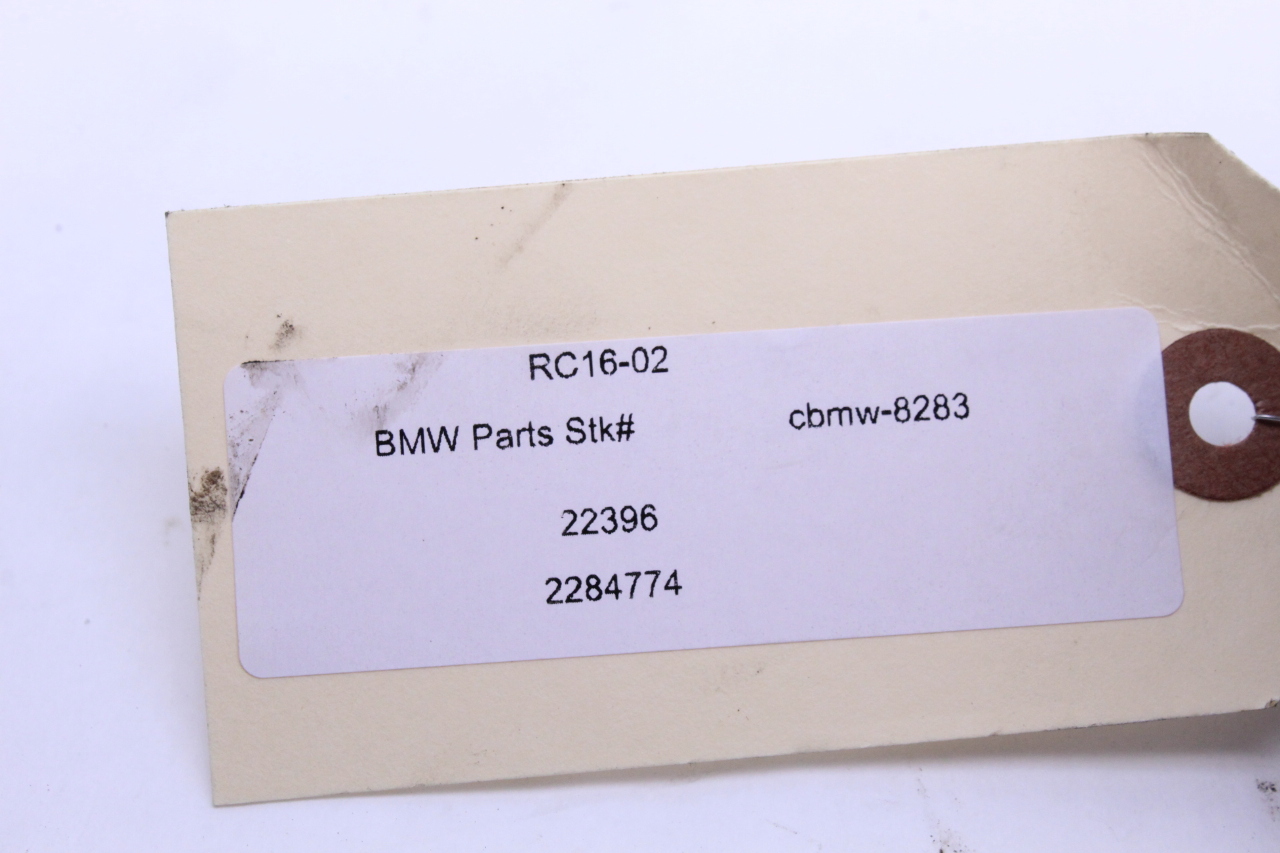 RC16-02
BMW Parts Stk# cbmw-8283
22396
2284774